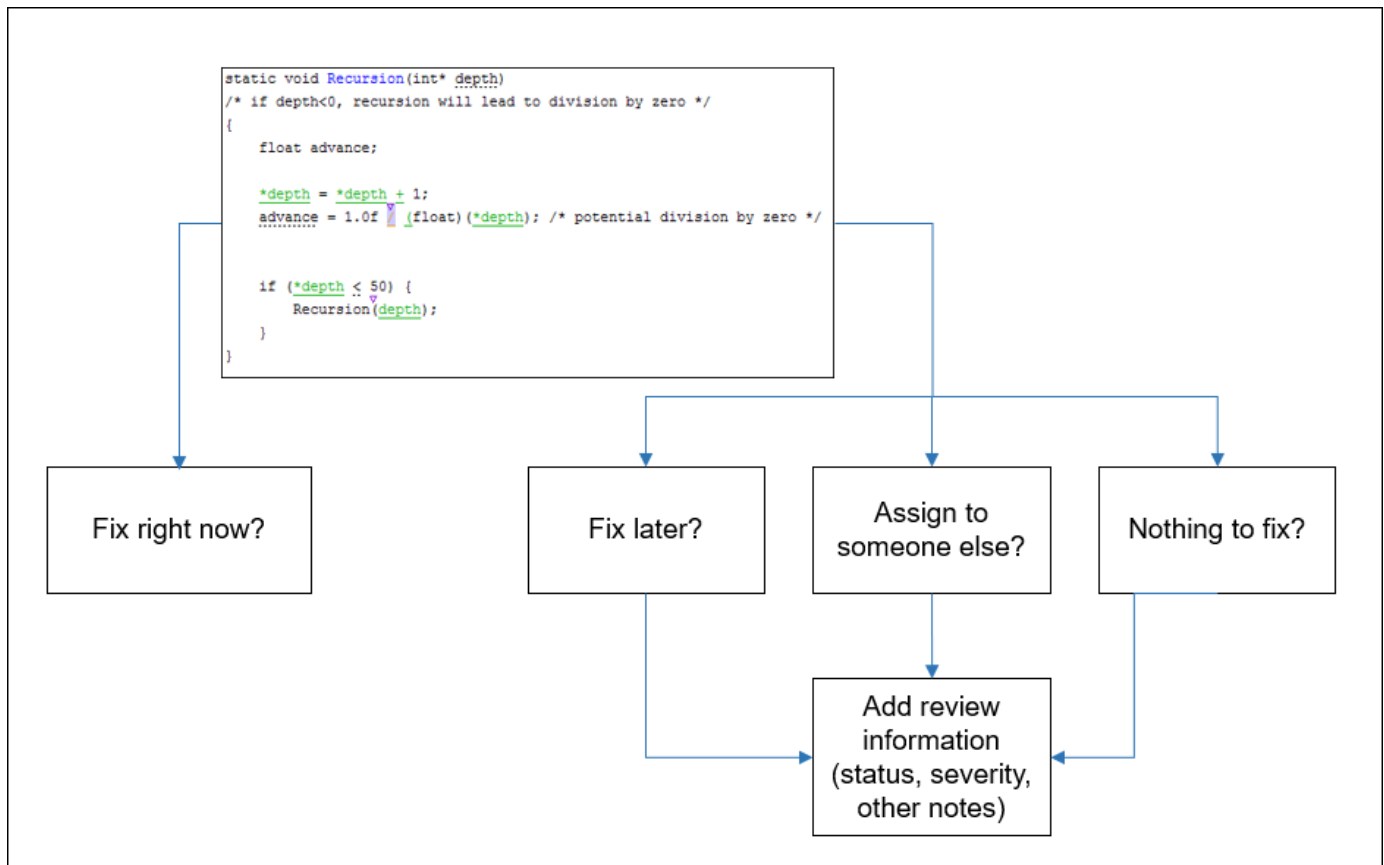 static void Recursion(int* depth)
/* if depth<0, recursion will lead to division by zero */
{
float advance;
*depth = *depth + 1;
advance = 1.0f / (float)(*depth); /* potential division by zero */
if (*depth < 50) {
Recursion(depth);
}
}
Fix right now?
Fix later?
Assign to
someone else?
Nothing to fix?
Add review
information
(status, severity,
other notes)